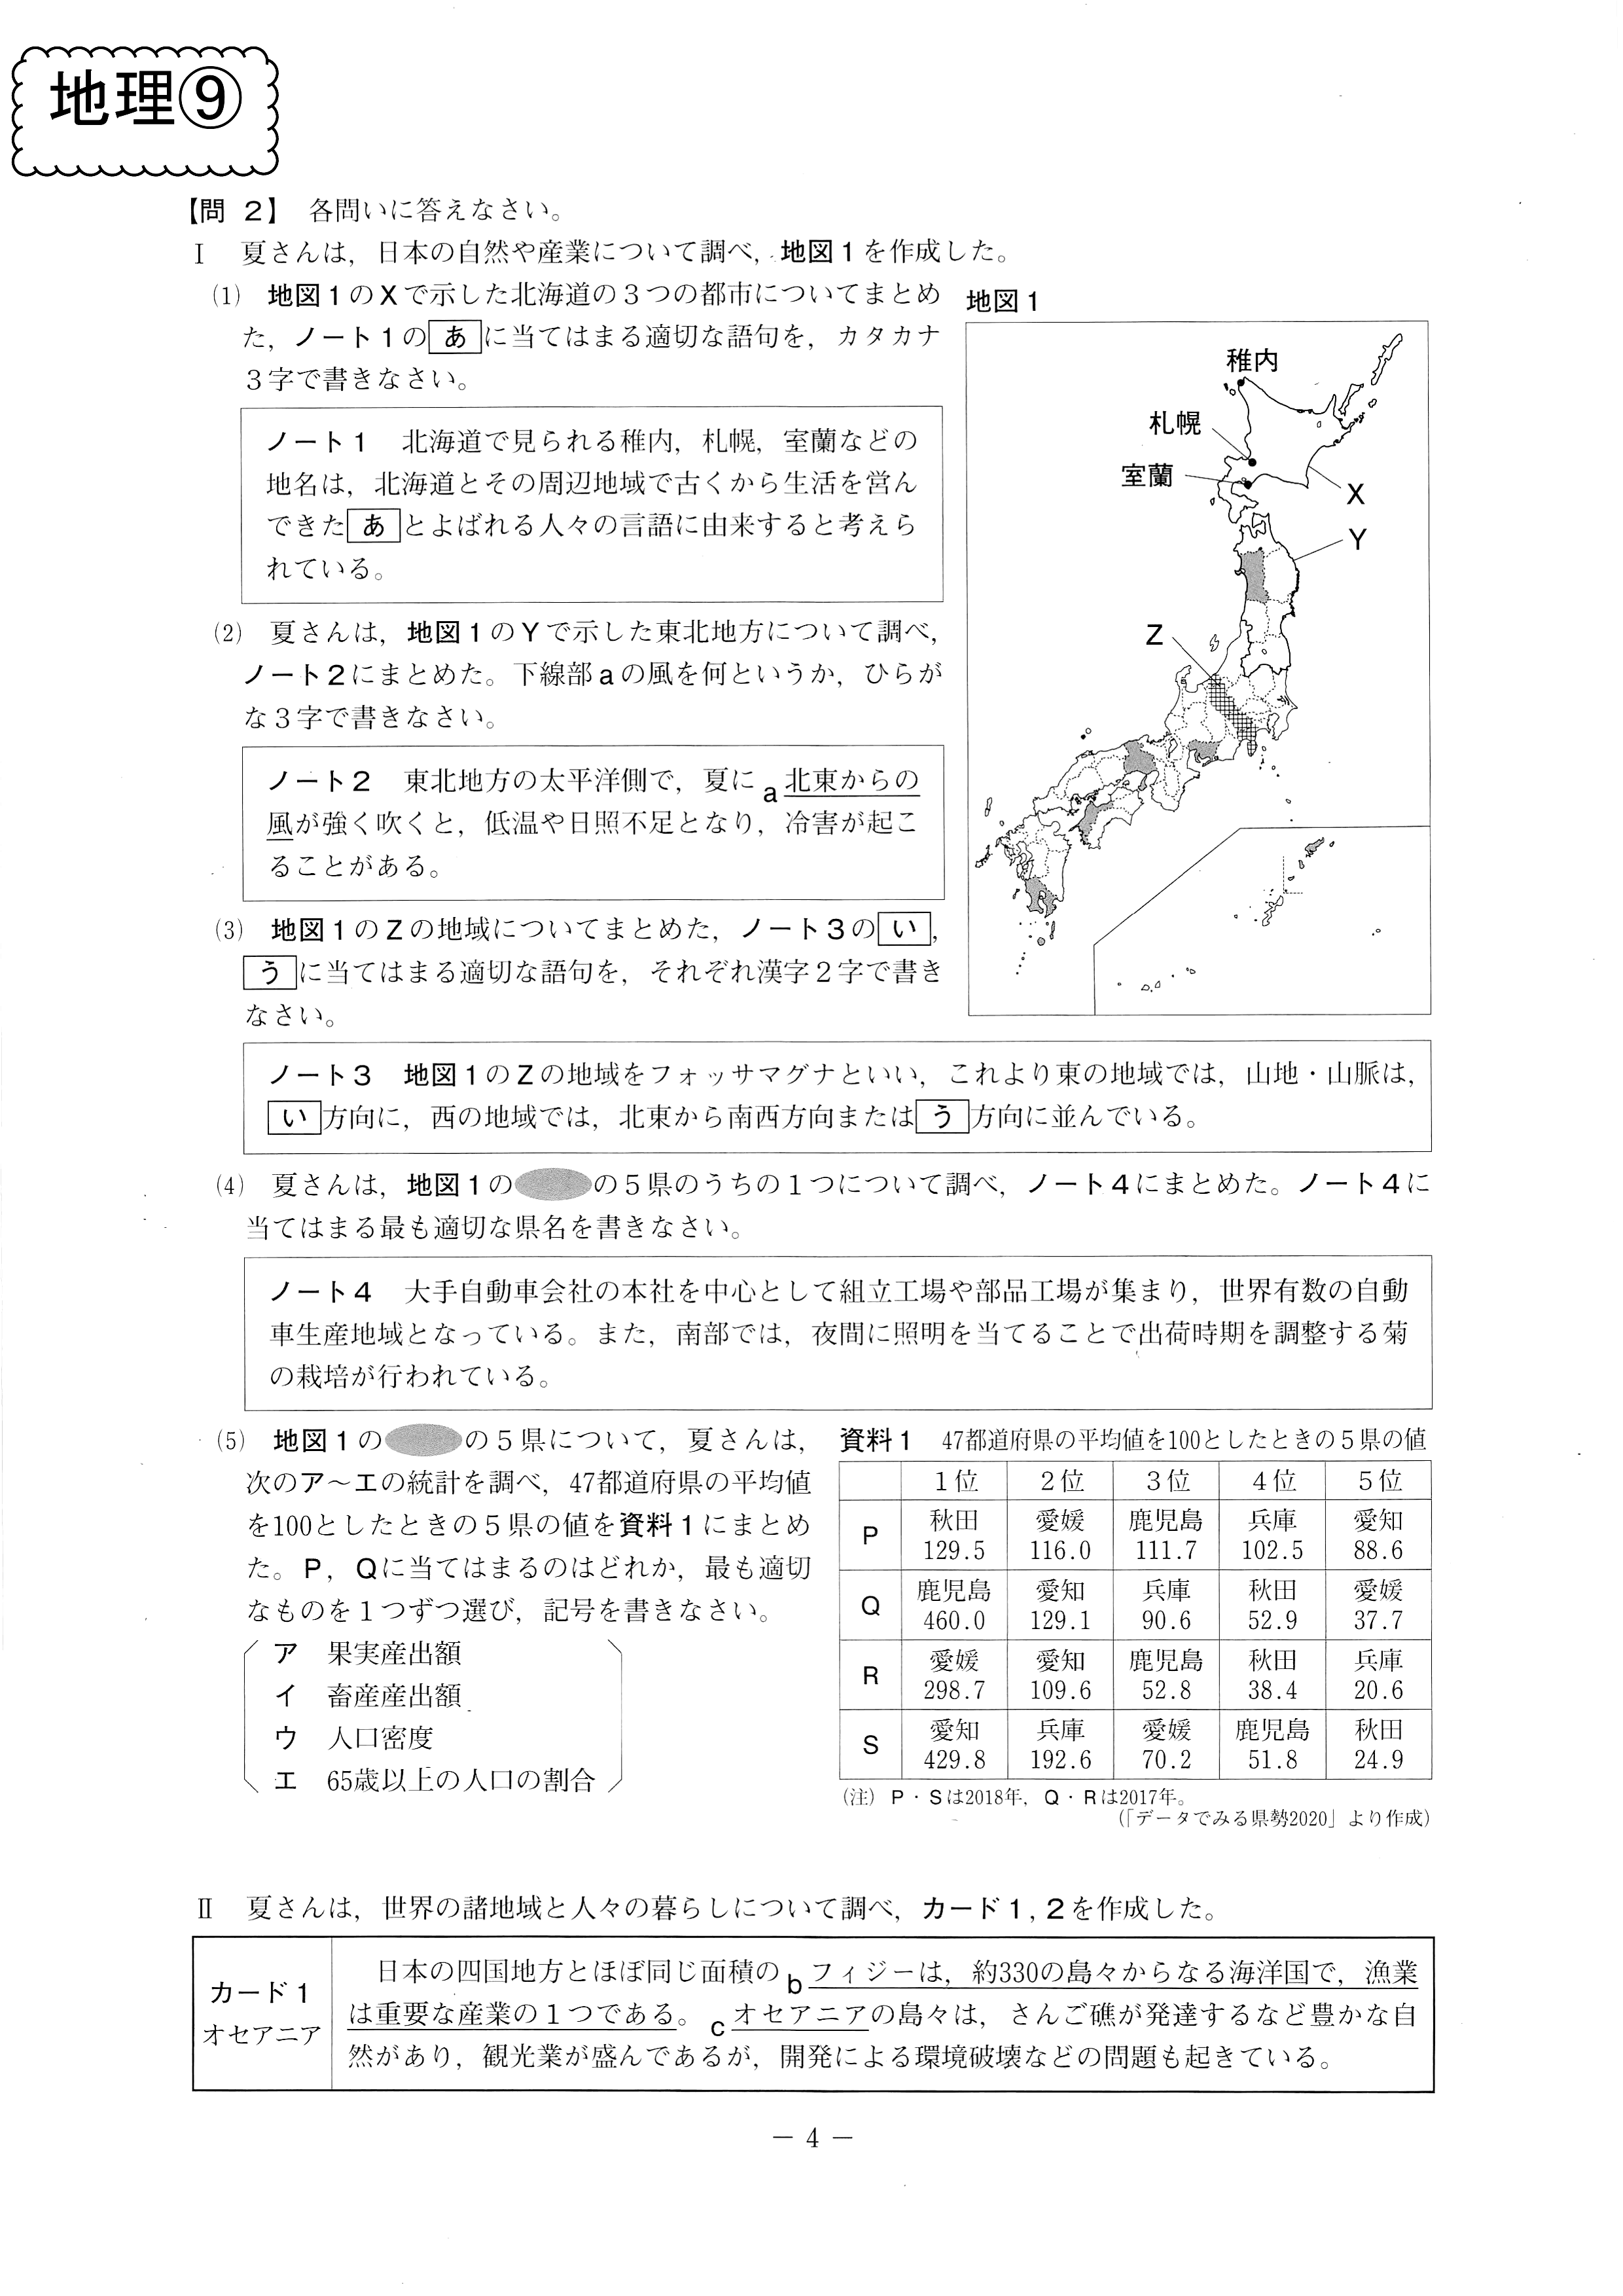 地理⑨
【問 2】 各問いに答えなさい。
Ⅰ 夏さんは，日本の自然や産業について調べ，地図1を作成した。
⑴ 地図1のXで示した北海道の3つの都市についてまとめ
た，ノート1の あ に当てはまる適切な語句を，カタカナ
3字で書きなさい。
ノート1 北海道で見られる稚内，札幌，室蘭などの
地名は，北海道とその周辺地域で古くから生活を営ん
できた あ とよばれる人々の言語に由来すると考えら
れている。
⑵ 夏さんは，地図1のYで示した東北地方について調べ，
ノート2にまとめた。下線部aの風を何というか，ひらが
な3字で書きなさい。
ノート2 東北地方の太平洋側で，夏に a 北東からの
風が強く吹くと，低温や日照不足となり，冷害が起こ
ることがある。
⑶ 地図1のZの地域についてまとめた，ノート3の い ，
う に当てはまる適切な語句を，それぞれ漢字2字で書き
なさい。
地図1
稚内
札幌
室蘭
X
Y
Z
ノート3 地図1のZの地域をフォッサマグナといい，これより東の地域では，山地・山脈は，
い 方向に，西の地域では，北東から南西方向または う 方向に並んでいる。
⑷ 夏さんは，地図1の の5県のうちの1つについて調べ，ノート4にまとめた。ノート4に
当てはまる最も適切な県名を書きなさい。
ノート4 大手自動車会社の本社を中心として組立工場や部品工場が集まり，世界有数の自動
車生産地域となっている。また，南部では，夜間に照明を当てることで出荷時期を調整する菊
の栽培が行われている。
⑸ 地図1の の5県について，夏さんは，
次のア～エの統計を調べ，47都道府県の平均値
を100としたときの5県の値を資料1にまとめ
た。P，Qに当てはまるのはどれか，最も適切
なものを1つずつ選び，記号を書きなさい。
ア 果実産出額
イ 畜産産出額
ウ 人口密度
エ 65歳以上の人口の割合
資料1 47都道府県の平均値を100としたときの5県の値
1位 2位 3位 4位 5位
P 秋田 愛媛 鹿児島 兵庫 愛知
129.5 116.0 111.7 102.5 88.6
Q 鹿児島 愛知 兵庫 秋田 愛媛
460.0 129.1 90.6 52.9 37.7
R 愛媛 愛知 鹿児島 秋田 兵庫
298.7 109.6 52.8 38.4 20.6
S 愛知 兵庫 愛媛 鹿児島 秋田
429.8 192.6 70.2 51.8 24.9
(注) P・Sは2018年，Q・Rは2017年。
(「データでみる県勢2020」より作成)
Ⅱ 夏さんは，世界の諸地域と人々の暮らしについて調べ，カード1，2を作成した。
カード1
オセアニア
日本の四国地方とほぼ同じ面積の b フィジーは，約330の島々からなる海洋国で，漁業
は重要な産業の1つである。 c オセアニアの島々は，さんご礁が発達するなど豊かな自
然があり，観光業が盛んであるが，開発による環境破壊などの問題も起きている。
－ 4 －